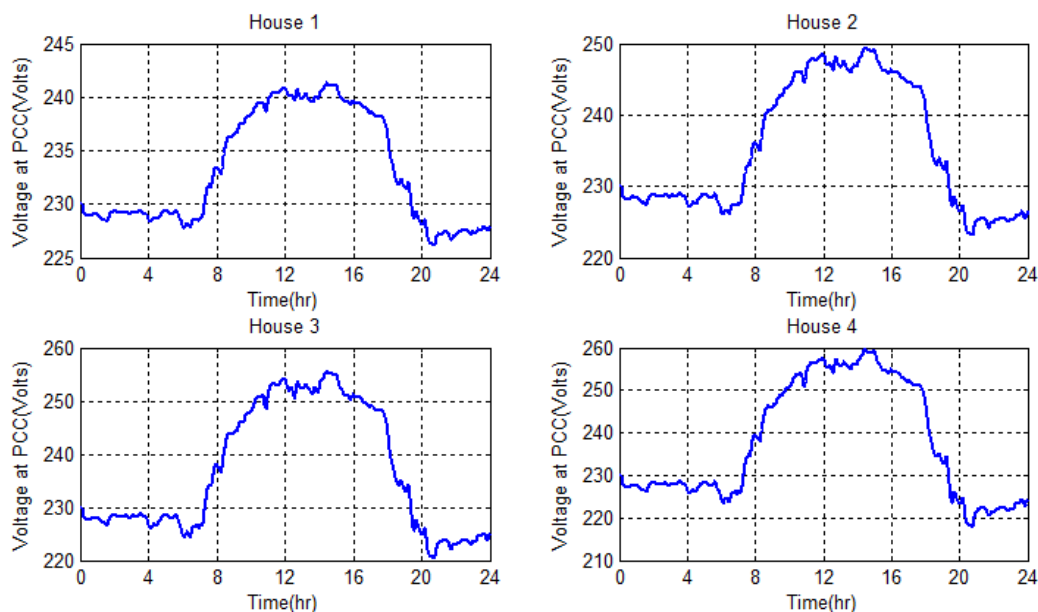 House 1
Voltage at PCC(Volts)
245
240
235
230
225
0 4 8 12 16 20 24
Time(hr)
House 2
Voltage at PCC(Volts)
250
240
230
220
0 4 8 12 16 20 24
Time(hr)
House 3
Voltage at PCC(Volts)
260
250
240
230
220
0 4 8 12 16 20 24
Time(hr)
House 4
Voltage at PCC(Volts)
260
250
240
230
220
210
0 4 8 12 16 20 24
Time(hr)